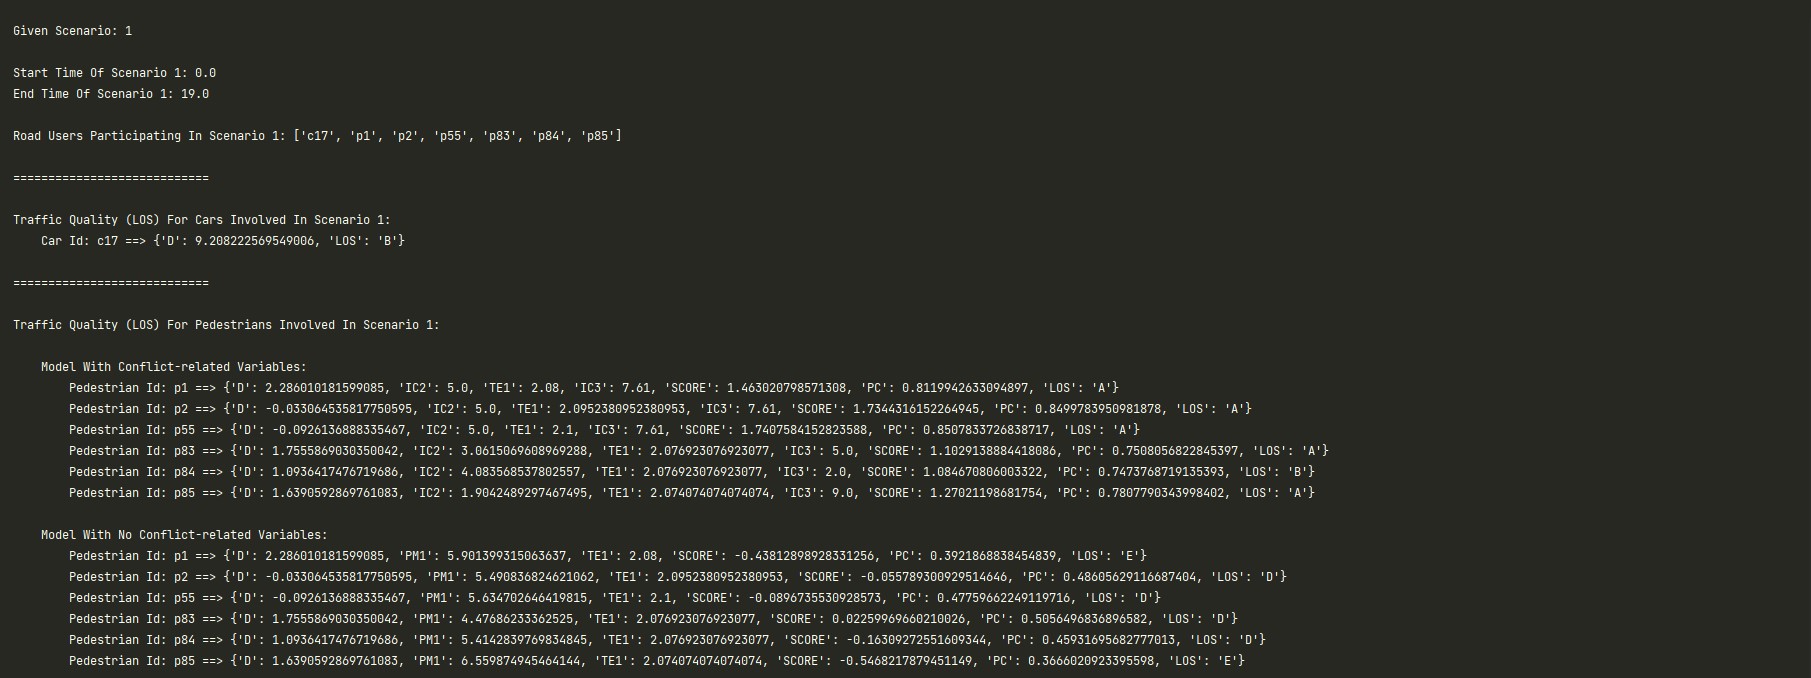 Given Scenario: 1
Start Time Of Scenario 1: 0.0
End Time Of Scenario 1: 19.0
Road Users Participating In Scenario 1: ['c17', 'p1', 'p2', 'p55', 'p83', 'p84', 'p85']
============================
Traffic Quality (LOS) For Cars Involved In Scenario 1:
Car Id: c17 ==> {'D': 9.208222569549006, 'LOS': 'B'}
============================
Traffic Quality (LOS) For Pedestrians Involved In Scenario 1:
Model With Conflict-related Variables:
Pedestrian Id: p1 ==> {'D': 2.286010181599085, 'IC2': 5.0, 'TE1': 2.08, 'IC3': 7.61, 'SCORE': 1.463020798571308, 'PC': 0.8119942633094897, 'LOS': 'A'}
Pedestrian Id: p2 ==> {'D': -0.033064535817750595, 'IC2': 5.0, 'TE1': 2.0952380952380953, 'IC3': 7.61, 'SCORE': 1.7344316152264945, 'PC': 0.8499783950981878, 'LOS': 'A'}
Pedestrian Id: p55 ==> {'D': -0.0926136888335467, 'IC2': 5.0, 'TE1': 2.1, 'IC3': 7.61, 'SCORE': 1.7407584152823588, 'PC': 0.8507833726838717, 'LOS': 'A'}
Pedestrian Id: p83 ==> {'D': 1.7555869030350042, 'IC2': 3.0615069608969288, 'TE1': 2.076923076923077, 'IC3': 5.0, 'SCORE': 1.1029138884418086, 'PC': 0.7508056822845397, 'LOS': 'A'}
Pedestrian Id: p84 ==> {'D': 1.0936417476719686, 'IC2': 4.083568537802557, 'TE1': 2.076923076923077, 'IC3': 2.0, 'SCORE': 1.084670806003322, 'PC': 0.7473768719135393, 'LOS': 'B'}
Pedestrian Id: p85 ==> {'D': 1.6390592869761083, 'IC2': 1.9042489297467495, 'TE1': 2.074074074074074, 'IC3': 9.0, 'SCORE': 1.27021198681754, 'PC': 0.7807790343998402, 'LOS': 'A'}
Model With No Conflict-related Variables:
Pedestrian Id: p1 ==> {'D': 2.286010181599085, 'PM1': 5.901399315063637, 'TE1': 2.08, 'SCORE': -0.43812898928331256, 'PC': 0.3921868838454839, 'LOS': 'E'}
Pedestrian Id: p2 ==> {'D': -0.033064535817750595, 'PM1': 5.490836824621062, 'TE1': 2.0952380952380953, 'SCORE': -0.055789300929514646, 'PC': 0.48605629116687404, 'LOS': 'D'}
Pedestrian Id: p55 ==> {'D': -0.0926136888335467, 'PM1': 5.634702646419815, 'TE1': 2.1, 'SCORE': -0.0896735530928573, 'PC': 0.47759662249119716, 'LOS': 'D'}
Pedestrian Id: p83 ==> {'D': 1.7555869030350042, 'PM1': 4.47686233362525, 'TE1': 2.076923076923077, 'SCORE': 0.02259969660210026, 'PC': 0.5056496836896582, 'LOS': 'D'}
Pedestrian Id: p84 ==> {'D': 1.0936417476719686, 'PM1': 5.4142839769834845, 'TE1': 2.076923076923077, 'SCORE': -0.16309272551609344, 'PC': 0.45931695682777013, 'LOS': 'D'}
Pedestrian Id: p85 ==> {'D': 1.6390592869761083, 'PM1': 6.559874945464144, 'TE1': 2.074074074074074, 'SCORE': -0.5468217879451149, 'PC': 0.3666020923395598, 'LOS': 'E'}